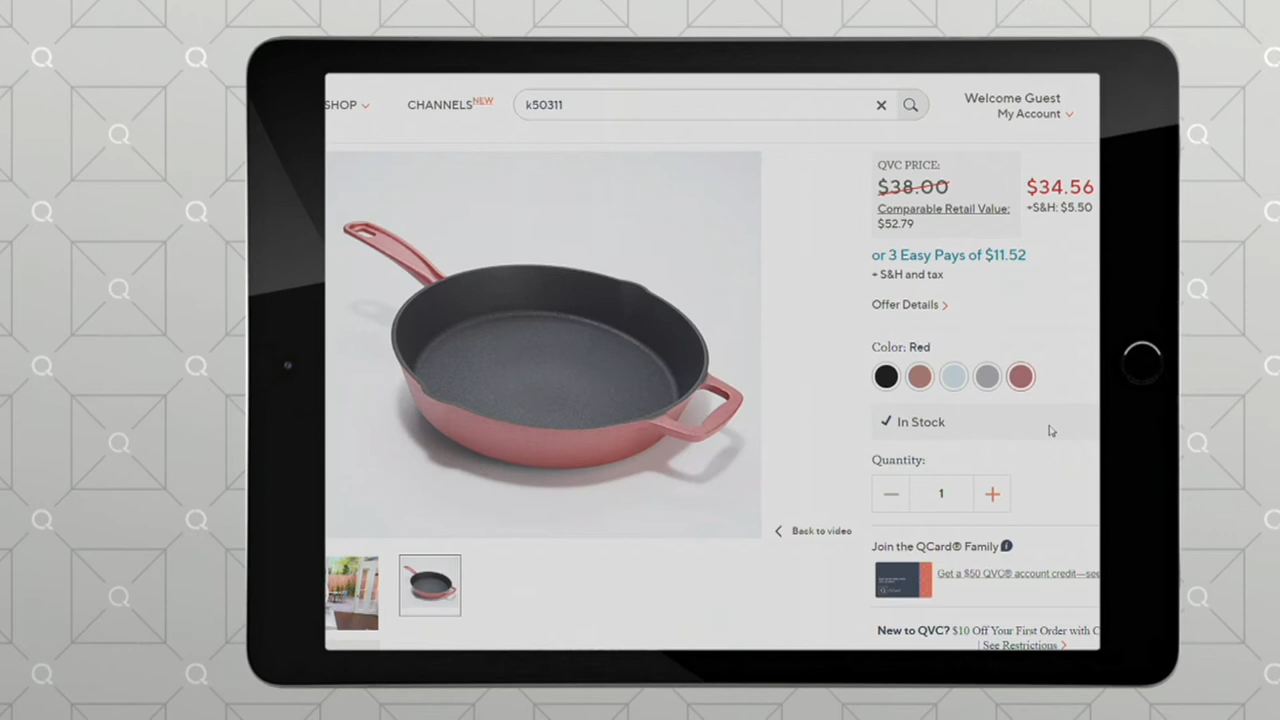 SHOP
CHANNELS NEW
k50311
Welcome Guest
My Account
QVC PRICE:
$38.00
$34.56
Comparable Retail Value:
$52.79
+S&H: $5.50
or 3 Easy Pays of $11.52
+ S&H and tax
Offer Details
Color: Red
In Stock
Quantity:
1
Back to video
Join the QCard® Family
Get a $50 QVC® account credit—see
New to QVC? $10 Off Your First Order with C
| See Restrictions